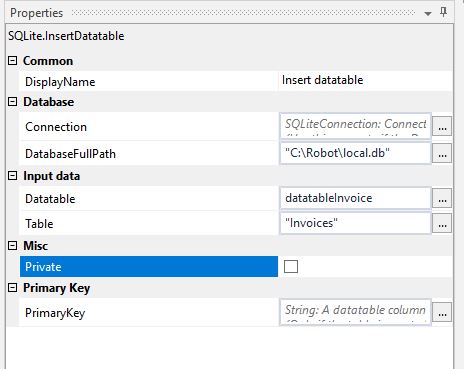 Properties
SQLite.InsertDatatable
Common
DisplayName Insert datatable
Database
Connection SQLiteConnection: Connect
DatabaseFullPath "C:\Robot\local.db" ...
Input data
Datatable datatableInvoice ...
Table "Invoices" ...
Misc
Private
Primary Key
PrimaryKey String: A datatable column ...